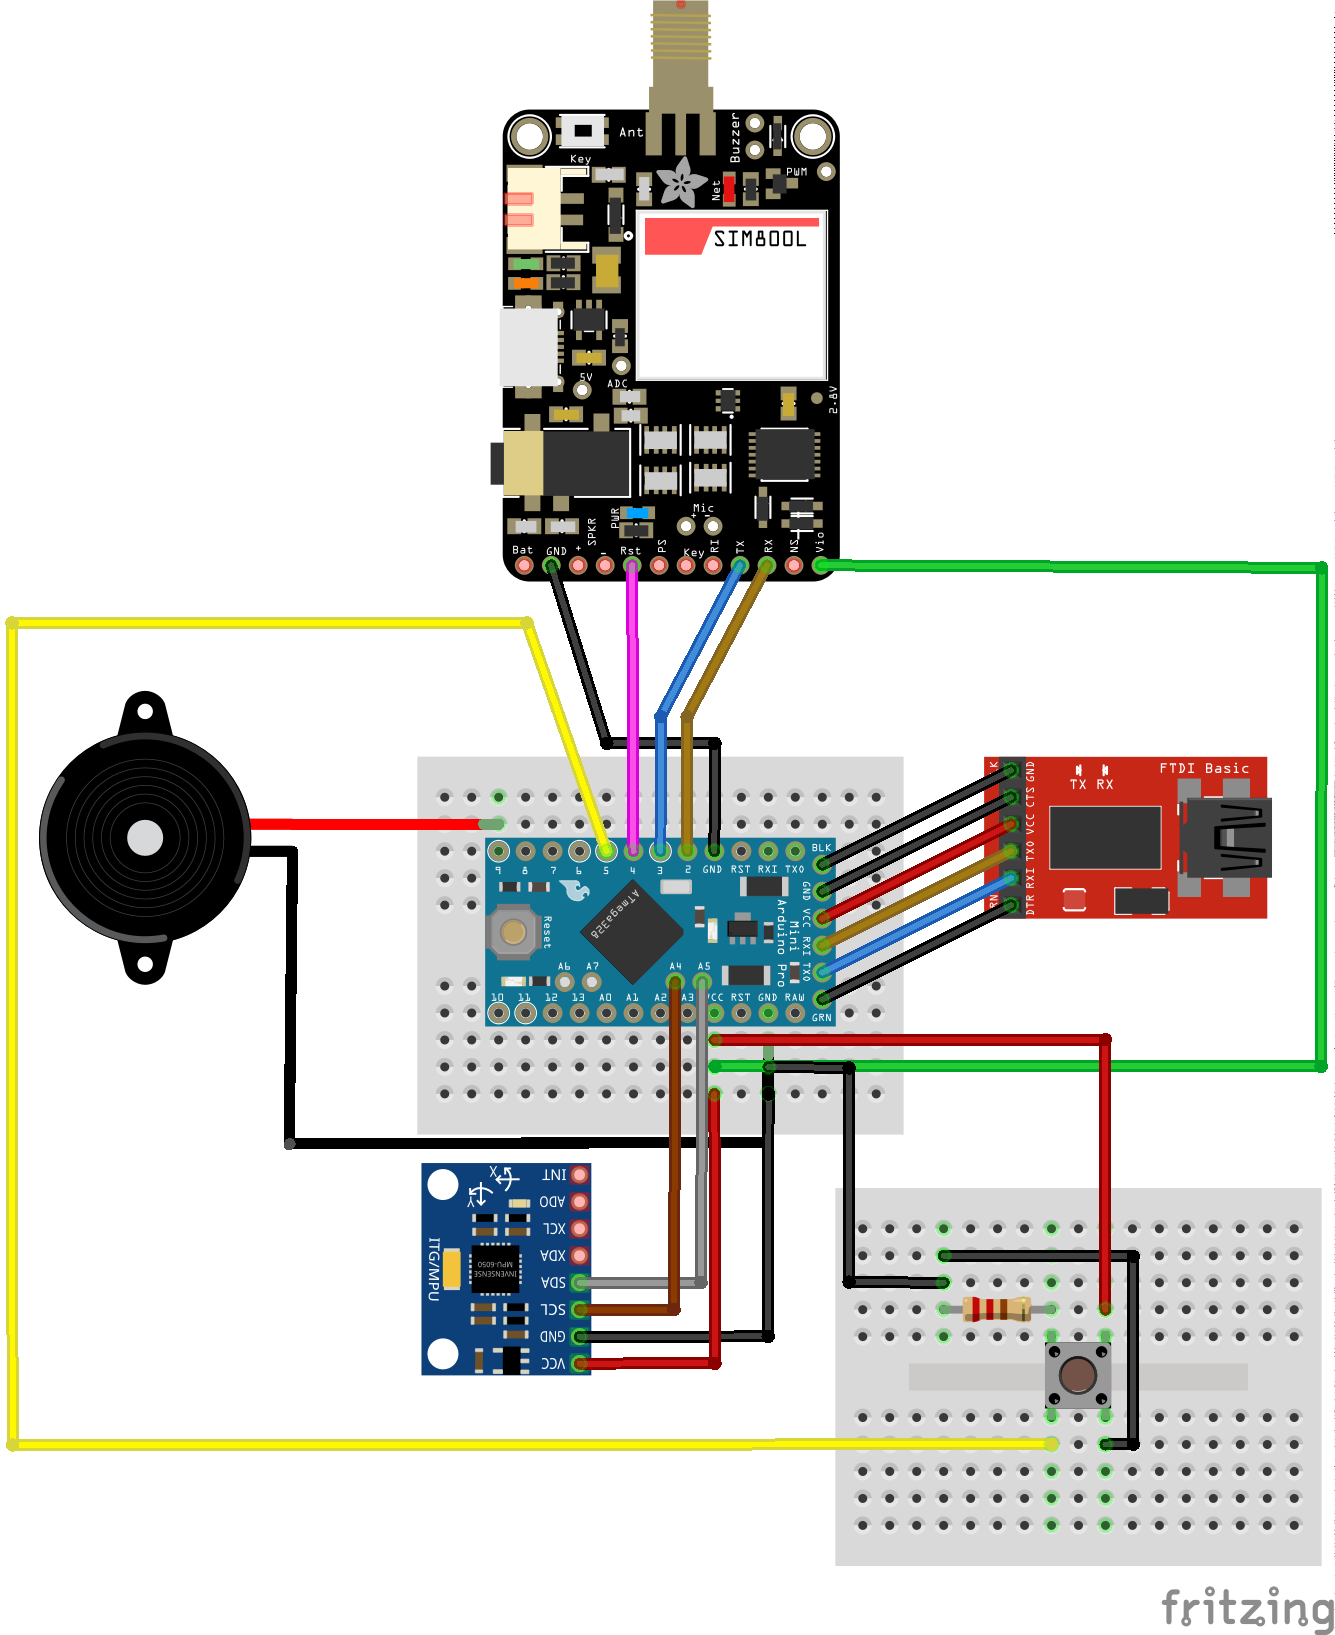 Ant
Buzzer
Key
PWM
Net
SIM800L
5V
ADC
2.8V
Mic
+ -
SPKR
PWR
Bat GND + - Rst PS Key RI TX RX NS Vio
FTDI Basic
TX RX
GND
CTS
VCC
TXO
RXI
DTR
9 8 7 6 5 4 3 2 GND RST RXI TXO
BLK
GND
VCC
RXI
TXO
GRN
ATmega328
Arduino Pro
Mini
Reset
A6 A7 A4 A5
10 11 12 13 A0 A1 A2 A3 VCC RST GND RAW
X
Y
INT
ADO
XCL
XDA
SDA
SCL
GND
VCC
ITG/MPU
INVENSENSE
MPU-6050
fritzing